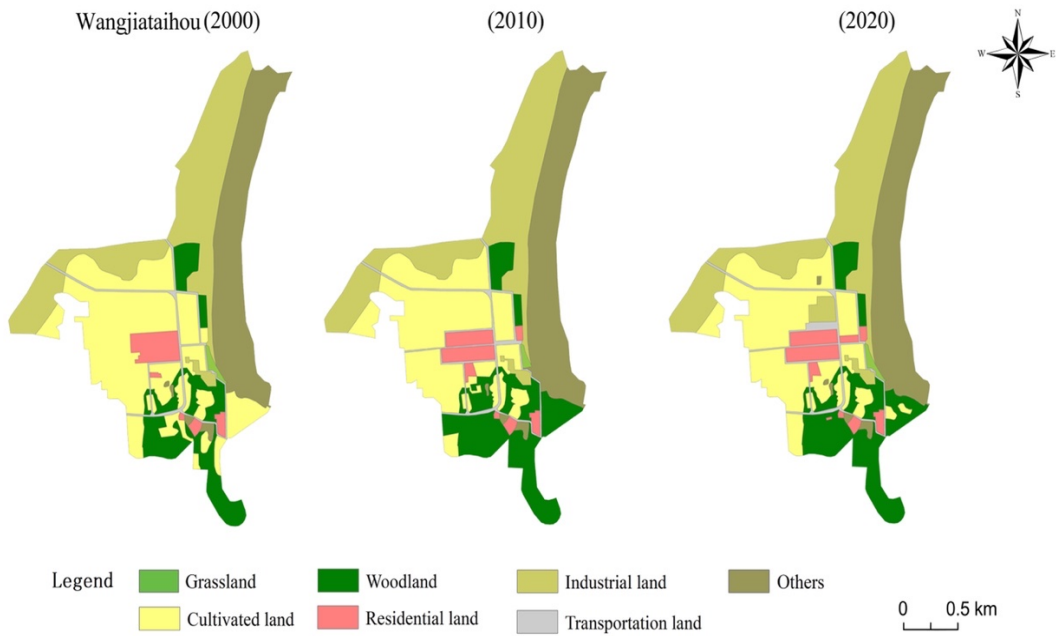 Wangjiataihou (2000)
(2010)
(2020)
N
W E
S
Legend
Grassland
Woodland
Industrial land
Others
Cultivated land
Residential land
Transportation land
0 0.5 km